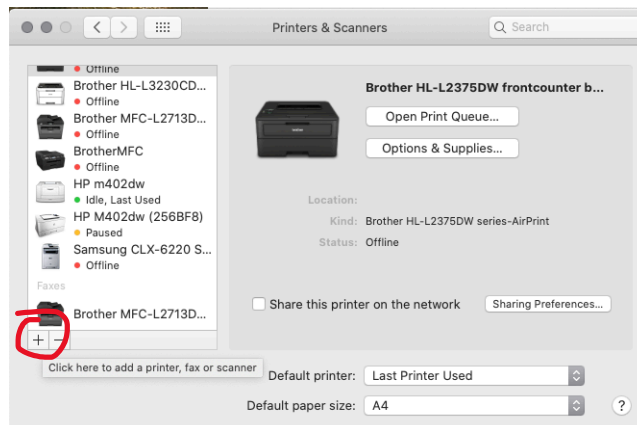 Printers & Scanners
Search
Offline
Brother HL-L3230CD...
Offline
Brother MFC-L2713D...
Offline
BrotherMFC
Offline
HP m402dw
Idle, Last Used
HP M402dw (256BF8)
Paused
Samsung CLX-6220 S...
Offline
Faxes
Brother MFC-L2713D...
+ −
Click here to add a printer, fax or scanner
Brother HL-L2375DW frontcounter b...
Open Print Queue...
Options & Supplies...
Location:
Kind: Brother HL-L2375DW series-AirPrint
Status: Offline
Share this printer on the network
Sharing Preferences...
Default printer: Last Printer Used
Default paper size: A4
?